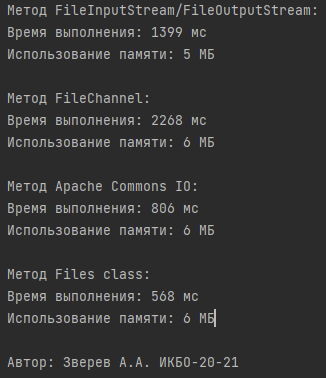 Метод FileInputStream/FileOutputStream:
Время выполнения: 1399 мс
Использование памяти: 5 МБ
Метод FileChannel:
Время выполнения: 2268 мс
Использование памяти: 6 МБ
Метод Apache Commons IO:
Время выполнения: 806 мс
Использование памяти: 6 МБ
Метод Files class:
Время выполнения: 568 мс
Использование памяти: 6 МБ
Автор: Зверев А.А. ИКБО-20-21